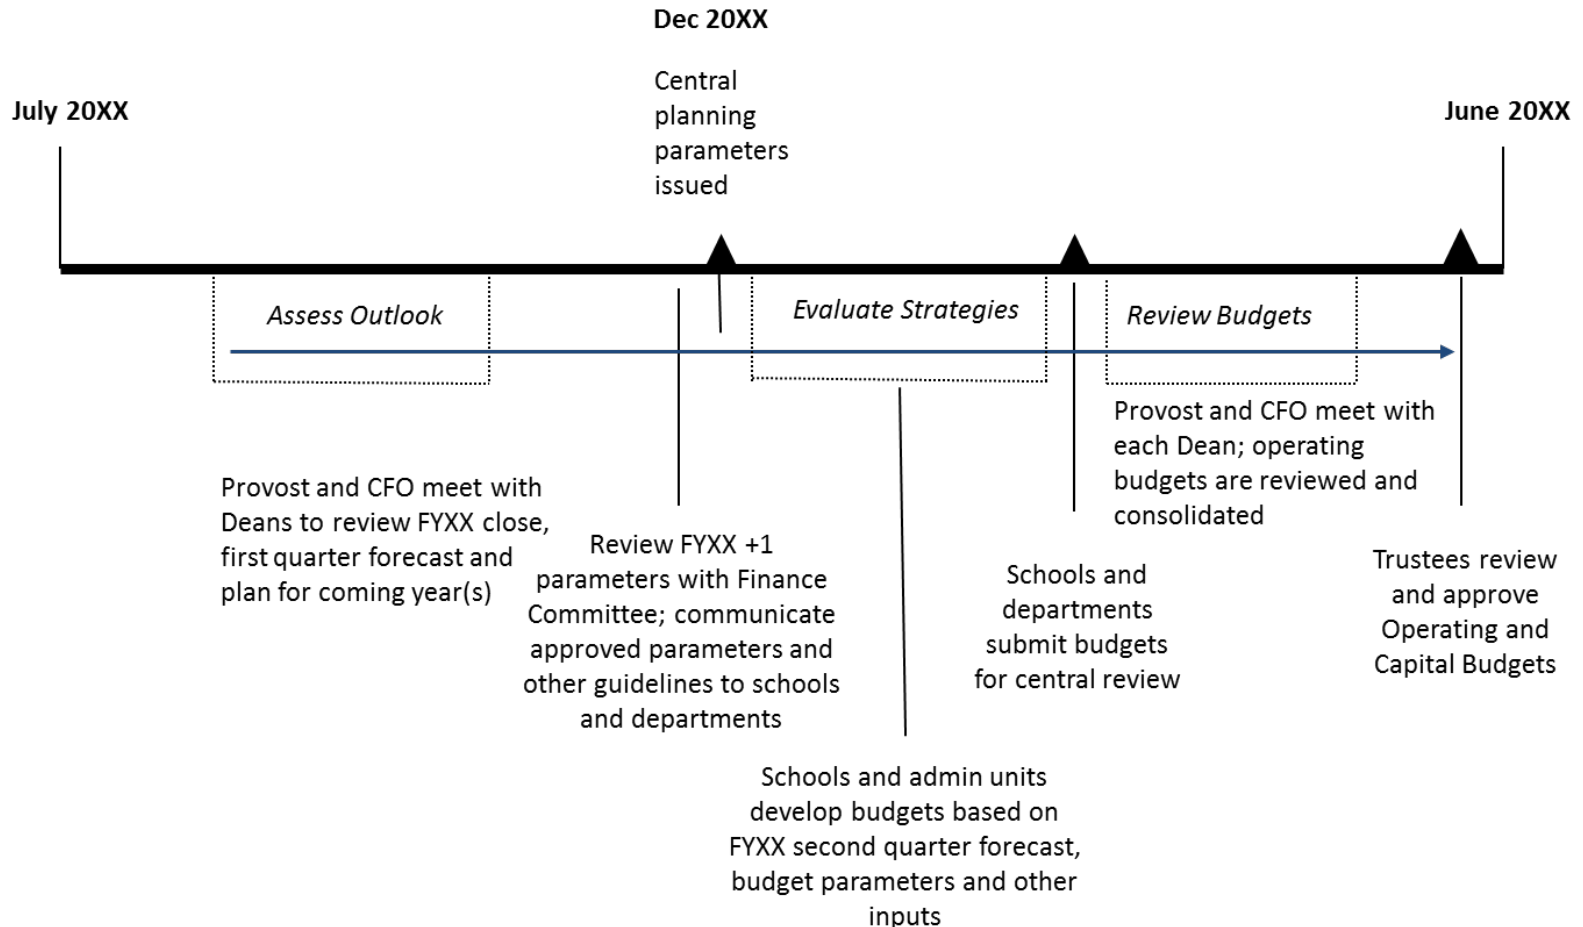 Dec 20XX
Central
planning
parameters
issued
July 20XX
June 20XX
Assess Outlook
Evaluate Strategies
Review Budgets
Provost and CFO meet with
Deans to review FYXX close,
first quarter forecast and
plan for coming year(s)
Review FYXX +1
parameters with Finance
Committee; communicate
approved parameters and
other guidelines to schools
and departments
Schools and admin units
develop budgets based on
FYXX second quarter forecast,
budget parameters and other
inputs
Schools and
departments
submit budgets
for central review
Provost and CFO meet with
each Dean; operating
budgets are reviewed and
consolidated
Trustees review
and approve
Operating and
Capital Budgets